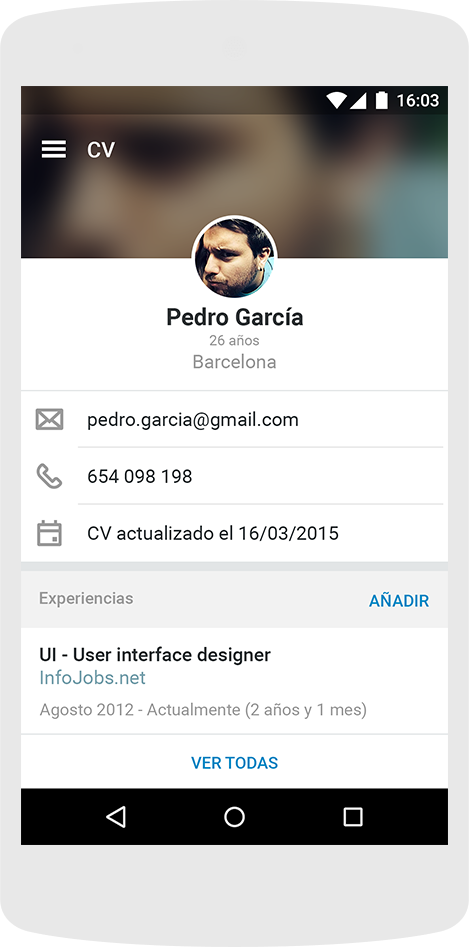 16:03
CV
Pedro García
26 años
Barcelona
pedro.garcia@gmail.com
654 098 198
CV actualizado el 16/03/2015
Experiencias
AÑADIR
UI - User interface designer
InfoJobs.net
Agosto 2012 - Actualmente (2 años y 1 mes)
VER TODAS